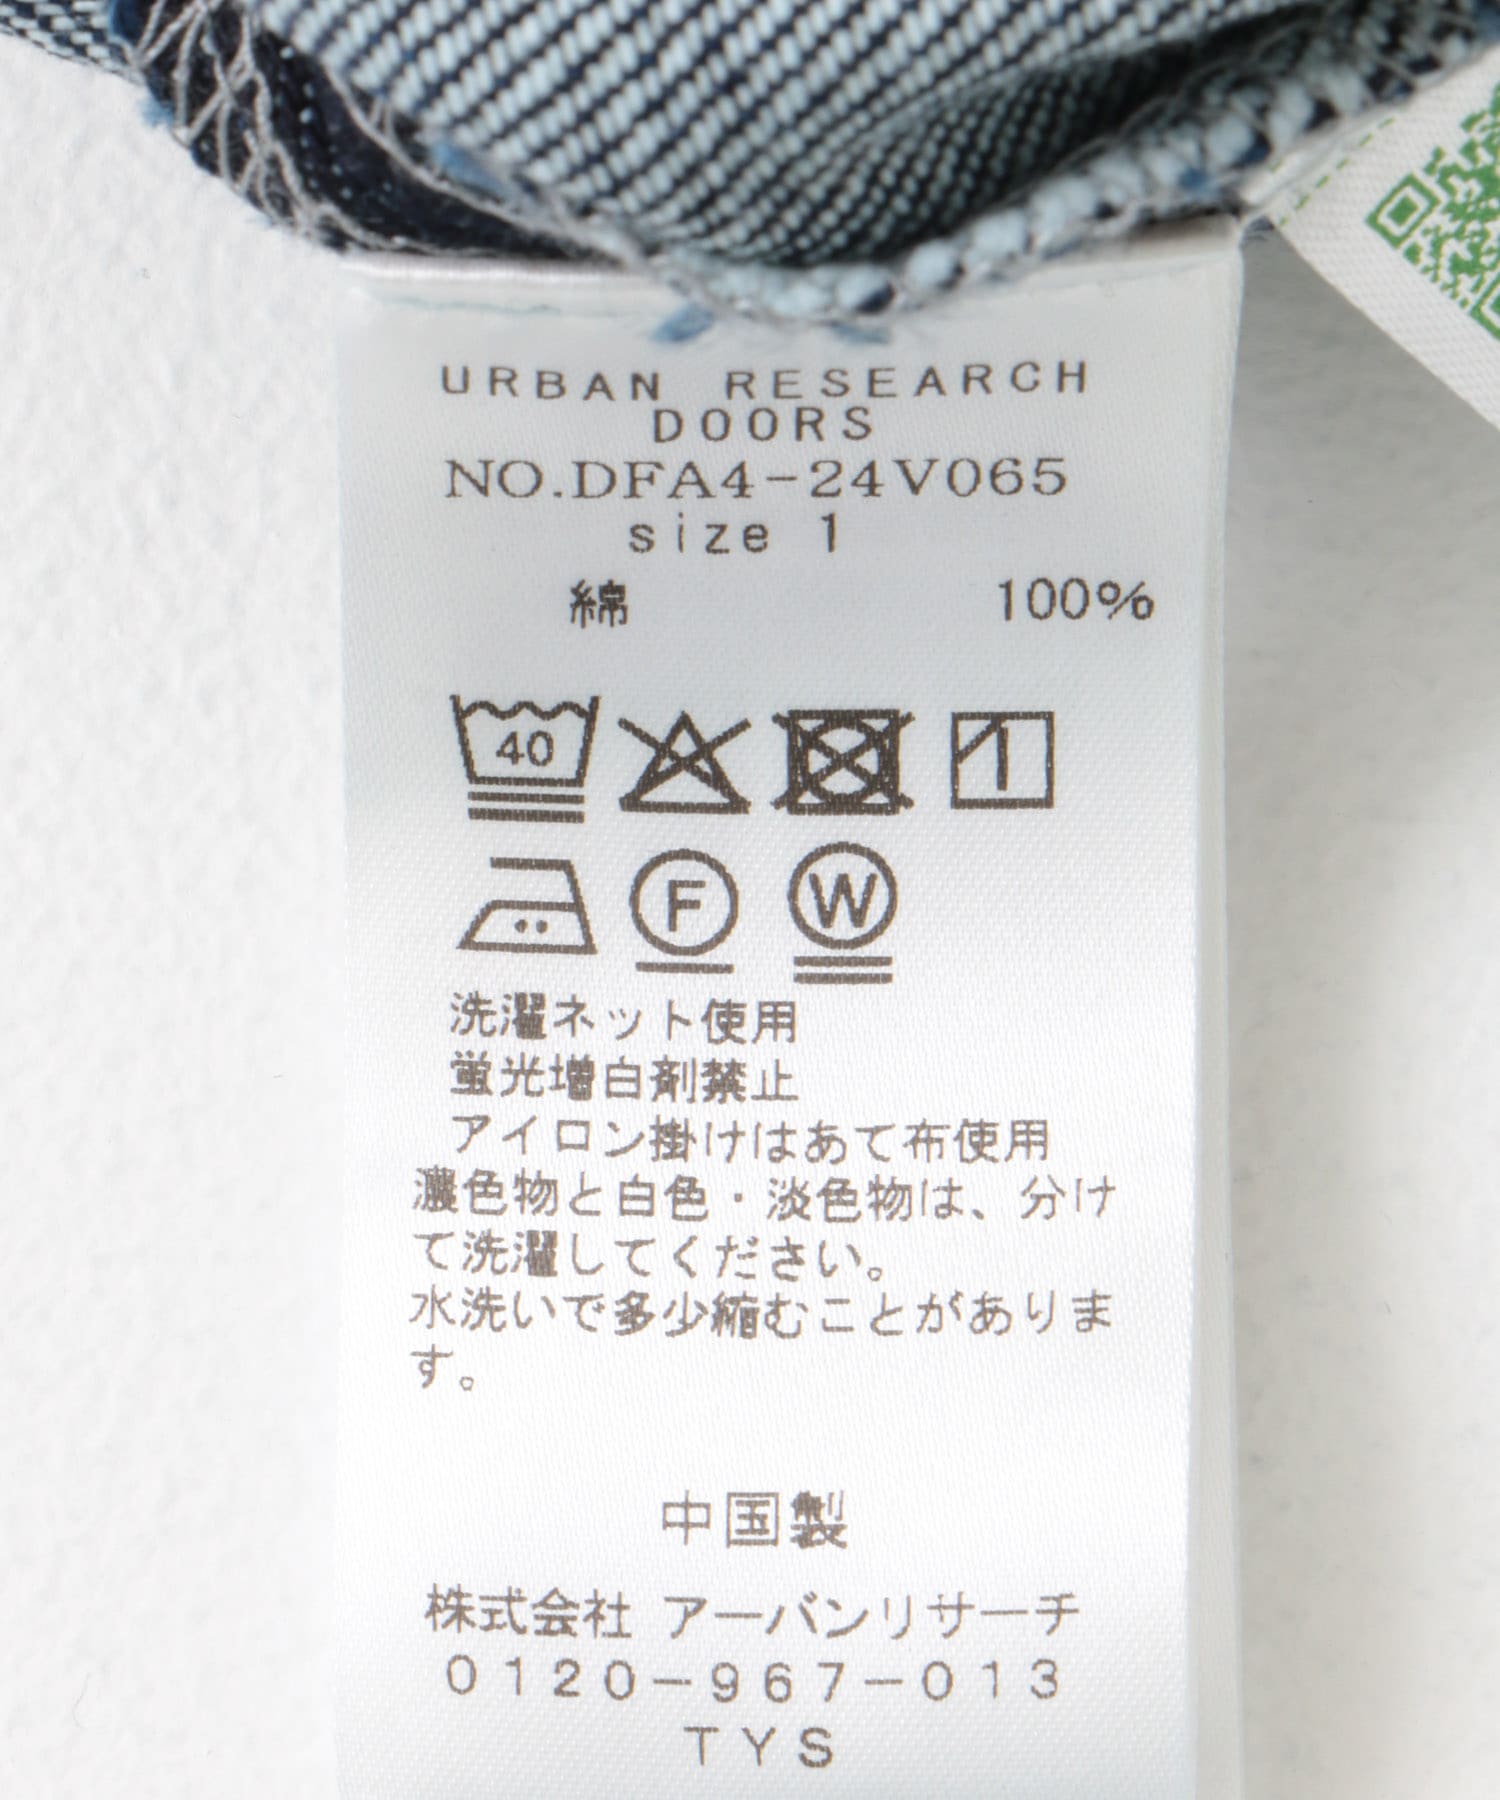 URBAN RESEARCH
DOORS
NO.DFA4-24V065
size 1
綿 100%
40
F W
洗濯ネット使用
蛍光増白剤禁止
アイロン掛けはあて布使用
濃色物と白色・淡色物は、分け
て洗濯してください。
水洗いで多少縮むことがありま
す。
中国製
株式会社 アーバンリサーチ
0120-967-013
TYS